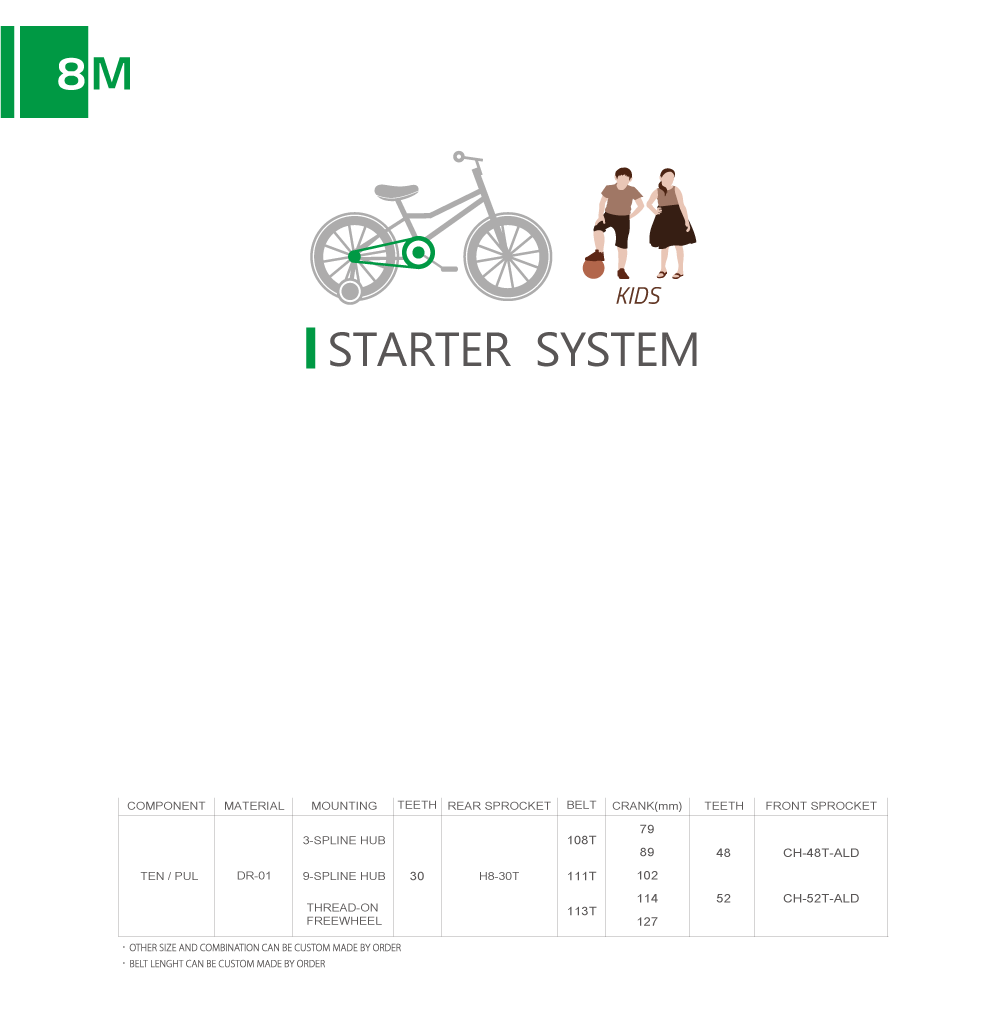 8M
KIDS
STARTER SYSTEM
COMPONENT MATERIAL MOUNTING TEETH REAR SPROCKET BELT CRANK(mm) TEETH FRONT SPROCKET
79
3-SPLINE HUB 108T
89 48 CH-48T-ALD
TEN / PUL DR-01 9-SPLINE HUB 30 H8-30T 111T 102
114 52 CH-52T-ALD
THREAD-ON
113T
FREEWHEEL 127
· OTHER SIZE AND COMBINATION CAN BE CUSTOM MADE BY ORDER
· BELT LENGHT CAN BE CUSTOM MADE BY ORDER